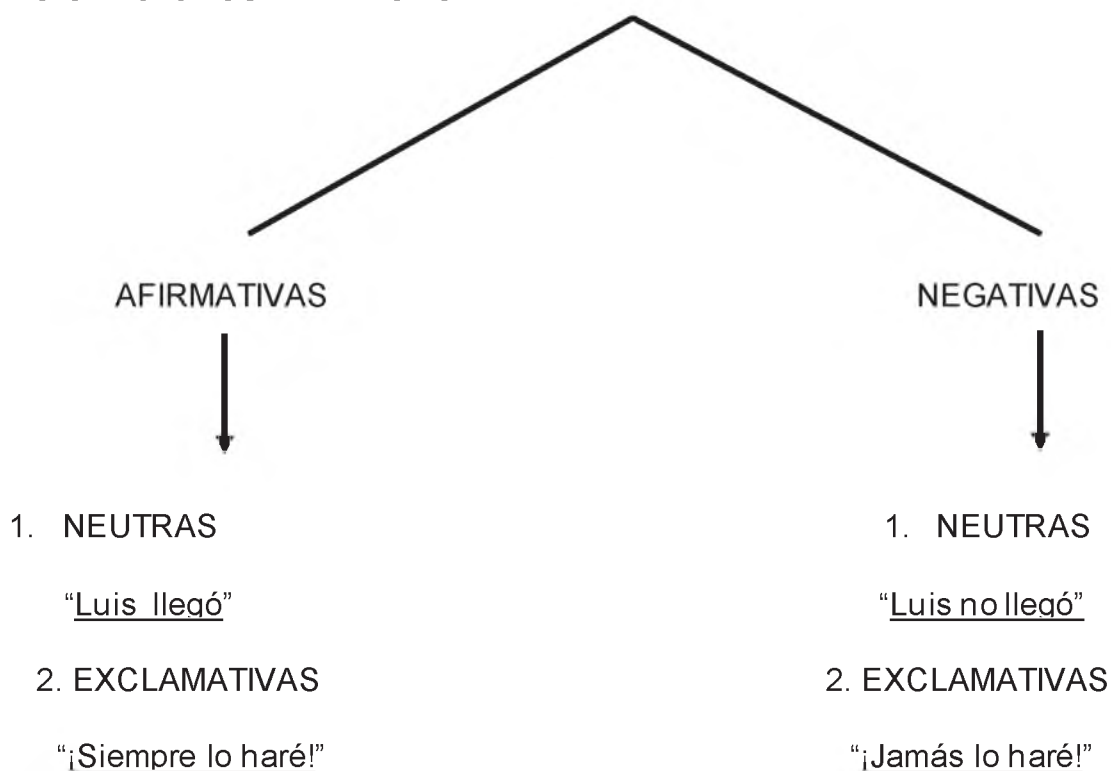 AFIRMATIVAS NEGATIVAS
1. NEUTRAS 1. NEUTRAS
“Luis llegó” “Luis no llegó”
2. EXCLAMATIVAS 2. EXCLAMATIVAS
“¡Siempre lo haré!” “¡Jamás lo haré!”